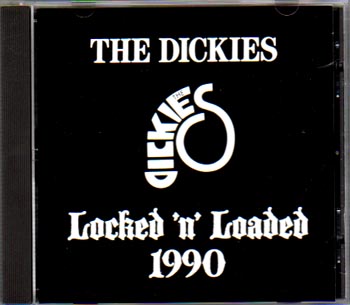 THE DICKIES
THE
DICKIES
Locked 'n' Loaded
1990